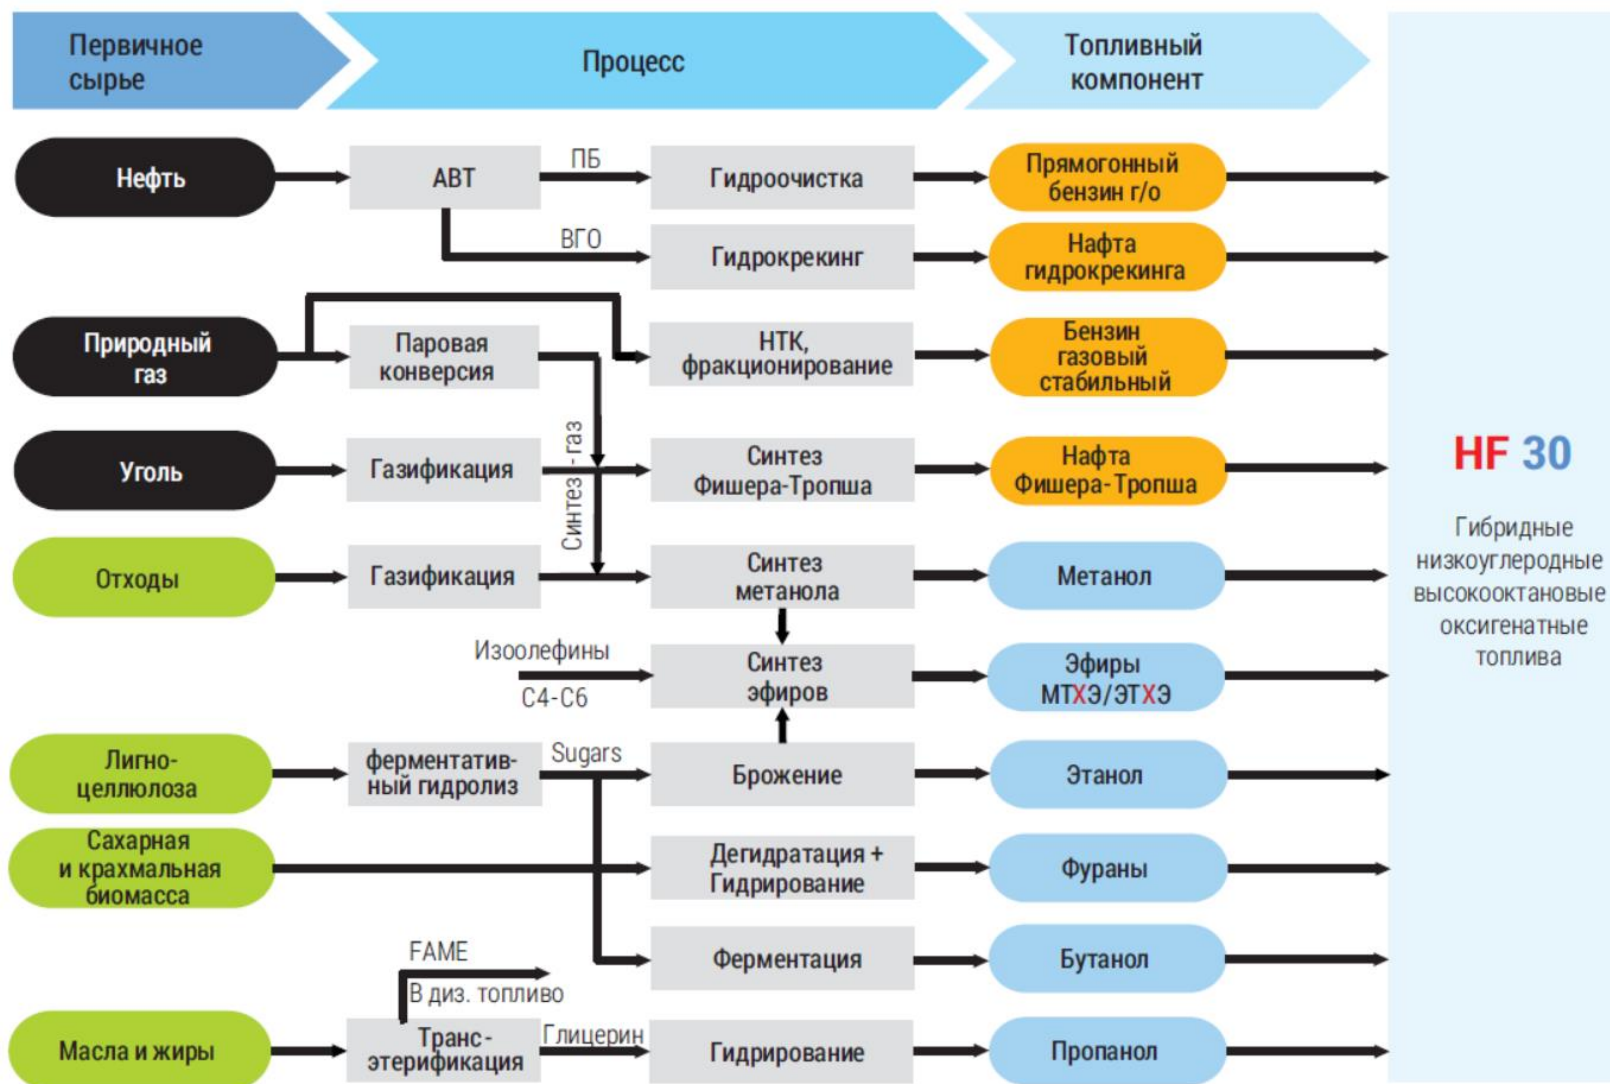 Первичное
сырье
Процесс
Топливный
компонент
Нефть
АВТ
ПБ
Гидроочистка
Прямогонный
бензин г/о
ВГО
Гидрокрекинг
Нафта
гидрокрекинга
Природный
газ
Паровая
конверсия
НТК,
фракционирование
Бензин
газовый
стабильный
Уголь
Газификация
Синтез - газ
Синтез
Фишера-Тропша
Нафта
Фишера-Тропша
HF 30
Гибридные
низкоуглеродные
высокооктановые
оксигенатные
топлива
Отходы
Газификация
Синтез
метанола
Метанол
Изоолефины
С4-С6
Синтез
эфиров
Эфиры
МТХЭ/ЭТХЭ
Лигно-
целлюлоза
ферментатив-
ный гидролиз
Sugars
Брожение
Этанол
Сахарная
и крахмальная
биомасса
Дегидратация +
Гидрирование
Фураны
FAME
В диз. топливо
Ферментация
Бутанол
Масла и жиры
Транс-
этерификация
Глицерин
Гидрирование
Пропанол